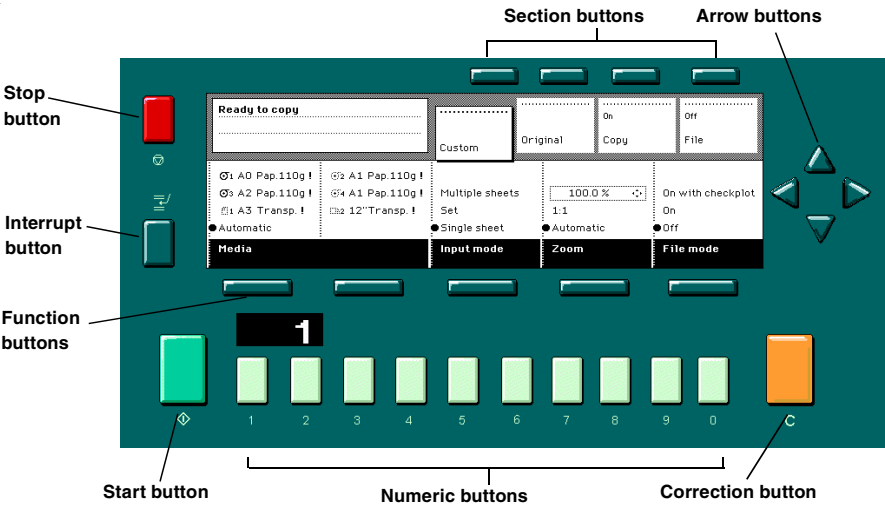 Section buttons
Arrow buttons
Stop
button
Interrupt
button
Function
buttons
Ready to copy
Custom
Original
On
Copy
Off
File
1 A0 Pap.110g !
2 A1 Pap.110g !
3 A2 Pap.110g !
4 A1 Pap.110g !
1 A3 Transp. !
2 12"Transp. !
Automatic
Media
Multiple sheets
Set
Single sheet
Input mode
100.0 %
1:1
Automatic
Zoom
On with checkplot
On
Off
File mode
1
1 2 3 4 5 6 7 8 9 0
C
Start button
Numeric buttons
Correction button